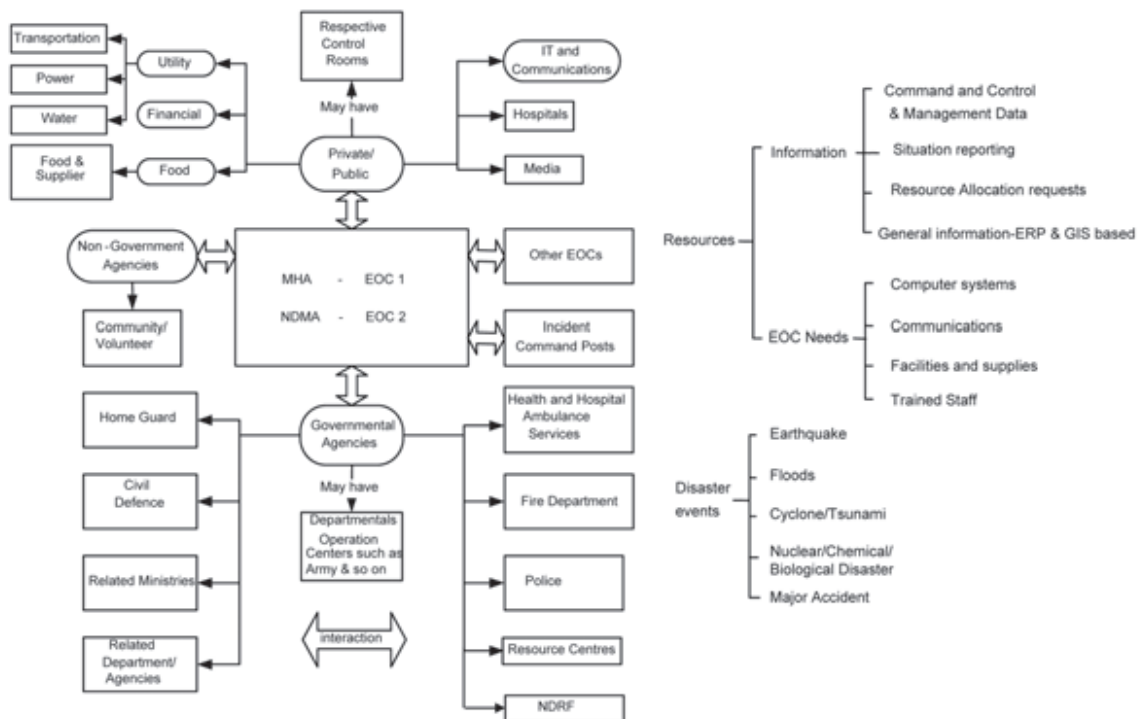 Transportation
Power
Water
Food &
Supplier
Utility
Financial
Food
Respective
Control
Rooms
May have
Private/
Public
IT and
Communications
Hospitals
Media
Non -Government
Agencies
Community/
Volunteer
MHA - EOC 1
NDMA - EOC 2
Other EOCs
Incident
Command Posts
Home Guard
Civil
Defence
Related Ministries
Related
Department/
Agencies
Governmental
Agencies
May have
Departmentals
Operation
Centers such as
Army & so on
interaction
Health and Hospital
Ambulance
Services
Fire Department
Police
Resource Centres
NDRF
Resources
Information
Command and Control
& Management Data
Situation reporting
Resource Allocation requests
General information-ERP & GIS based
EOC Needs
Computer systems
Communications
Facilities and supplies
Trained Staff
Disaster
events
Earthquake
Floods
Cyclone/Tsunami
Nuclear/Chemical/
Biological Disaster
Major Accident